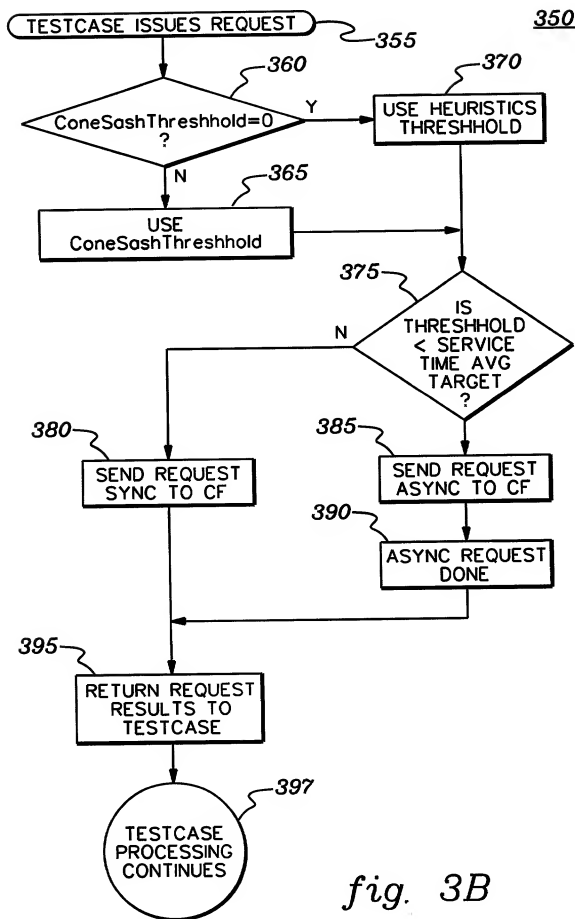 TESTCASE ISSUES REQUEST
355
350
360
ConeSashThreshhold=0
?
Y
N
370
USE HEURISTICS
THRESHHOLD
365
USE
ConeSashThreshhold
375
IS
THRESHHOLD
< SERVICE
TIME AVG
TARGET
?
N
380
SEND REQUEST
SYNC TO CF
385
SEND REQUEST
ASYNC TO CF
390
ASYNC REQUEST
DONE
395
RETURN REQUEST
RESULTS TO
TESTCASE
397
TESTCASE
PROCESSING
CONTINUES
fig. 3B